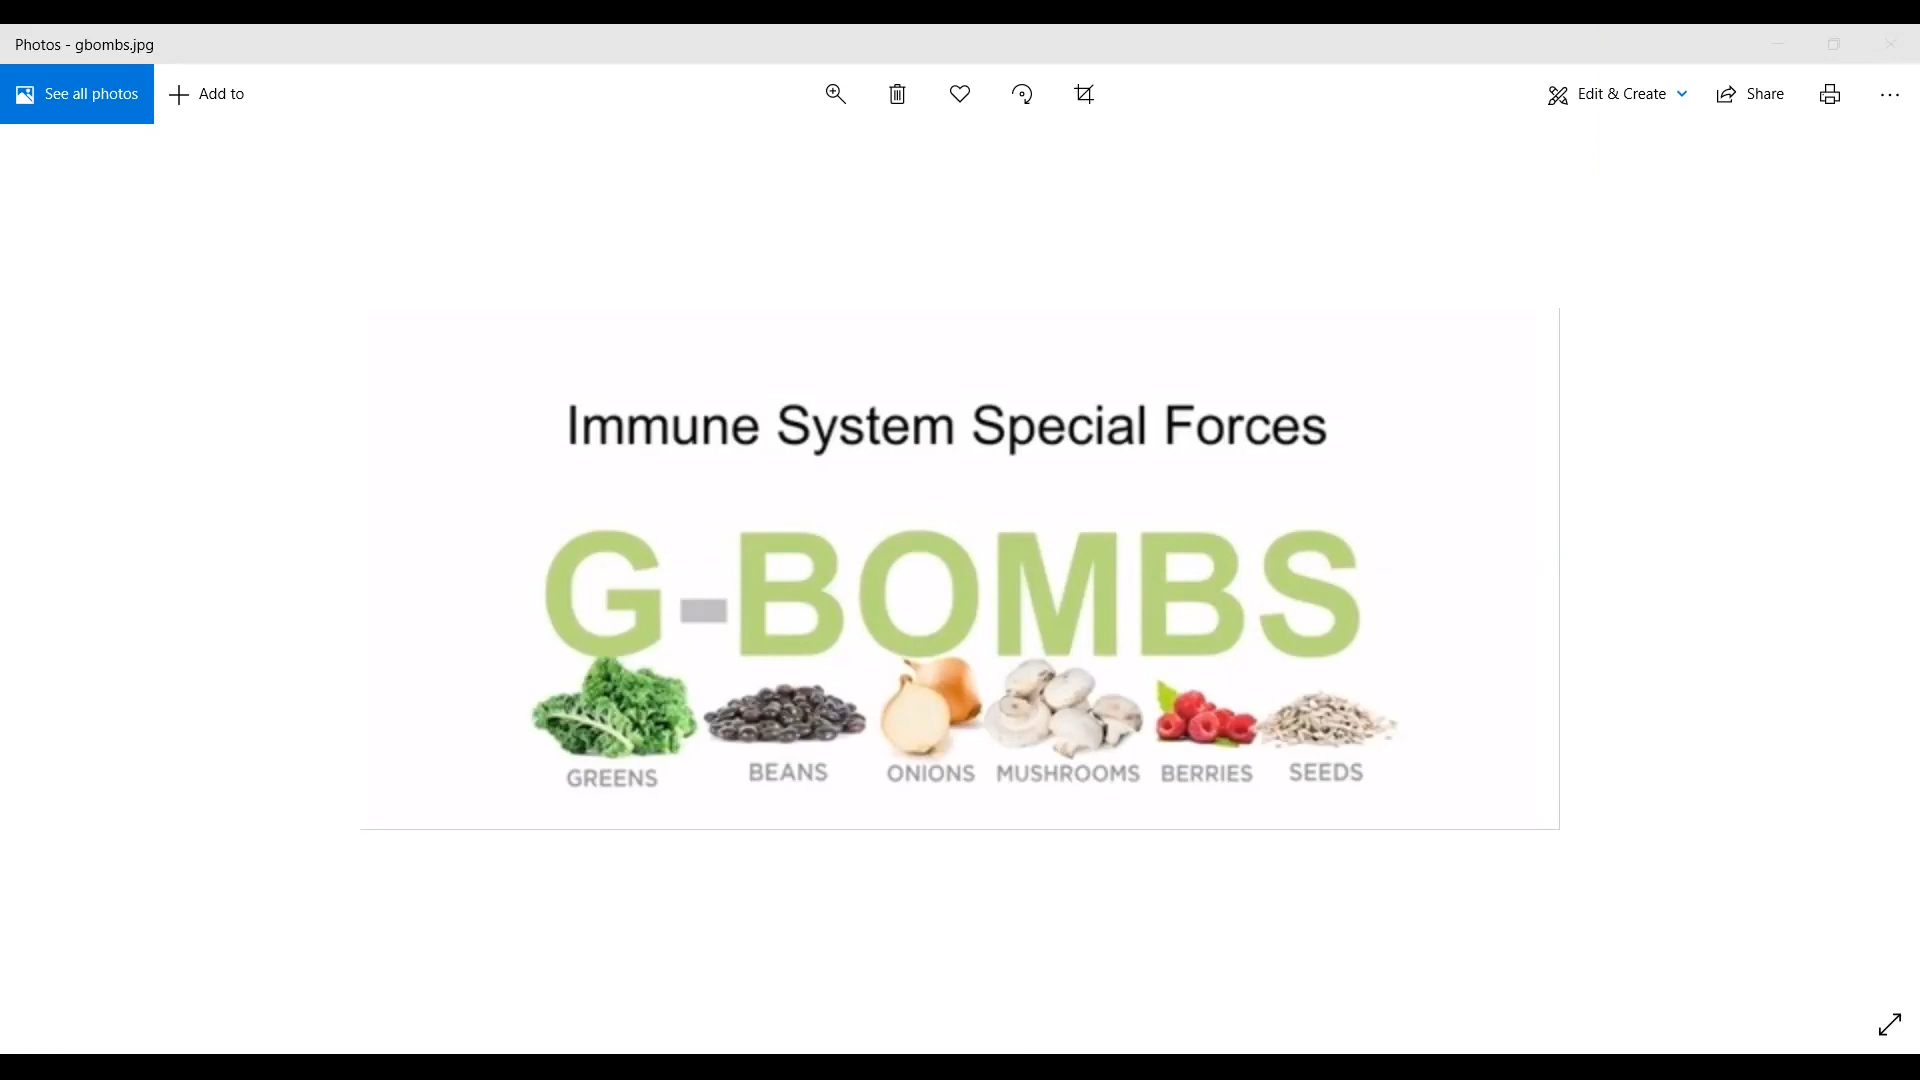 Photos - gbombs.jpg
See all photos
Add to
Edit & Create
Share
Immune System Special Forces
G-BOMBS
GREENS BEANS ONIONS MUSHROOMS BERRIES SEEDS